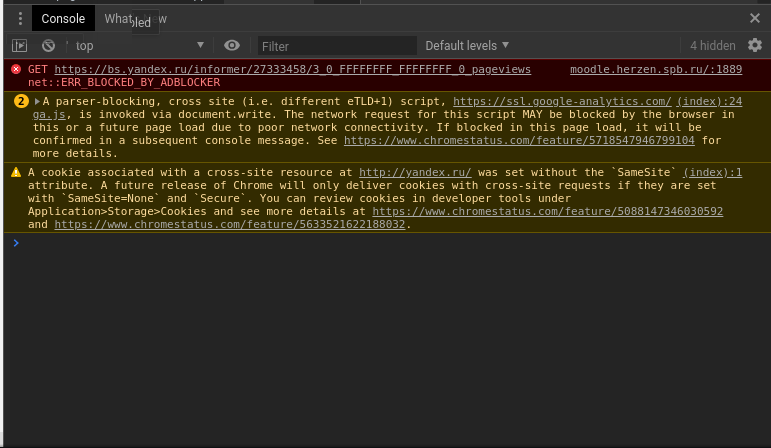 Console What ew
oled
top Filter Default levels 4 hidden
GET https://bs.yandex.ru/informer/27333458/3_0_FFFFFFFF_FFFFFFFF_0_pageviews moodle.herzen.spb.ru/:1889
net::ERR_BLOCKED_BY_ADBLOCKER
2 A parser-blocking, cross site (i.e. different eTLD+1) script, https://ssl.google-analytics.com/ (index):24
ga.js, is invoked via document.write. The network request for this script MAY be blocked by the browser in
this or a future page load due to poor network connectivity. If blocked in this page load, it will be
confirmed in a subsequent console message. See https://www.chromestatus.com/feature/5718547946799104 for
more details.
A cookie associated with a cross-site resource at http://yandex.ru/ was set without the `SameSite` (index):1
attribute. A future release of Chrome will only deliver cookies with cross-site requests if they are set
with `SameSite=None` and `Secure`. You can review cookies in developer tools under
Application>Storage>Cookies and see more details at https://www.chromestatus.com/feature/5088147346030592
and https://www.chromestatus.com/feature/5633521622188032.